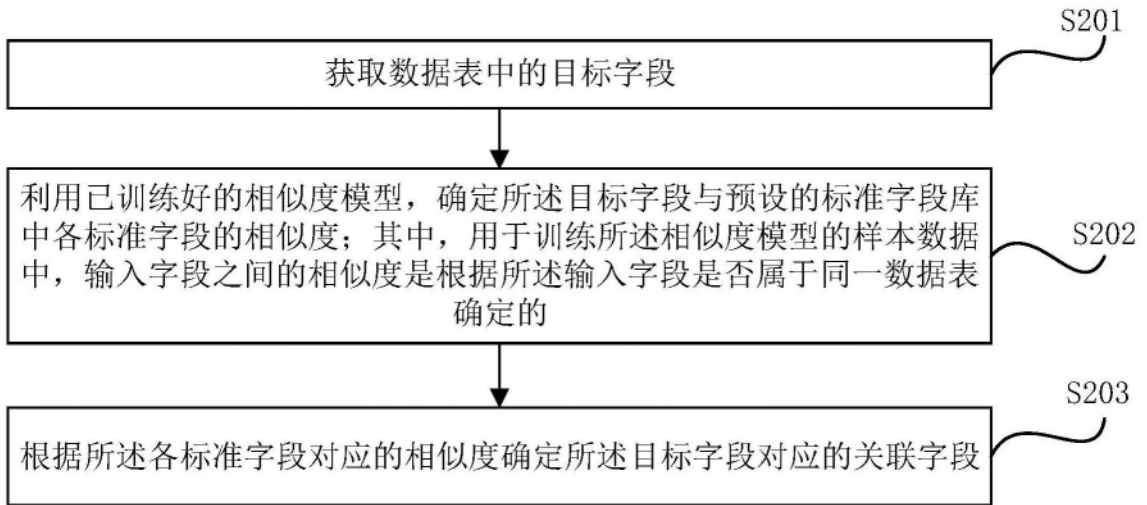 S201
获取数据表中的目标字段
利用已训练好的相似度模型，确定所述目标字段与预设的标准字段库
中各标准字段的相似度；其中，用于训练所述相似度模型的样本数据
中，输入字段之间的相似度是根据所述输入字段是否属于同一数据表
确定的
S202
S203
根据所述各标准字段对应的相似度确定所述目标字段对应的关联字段